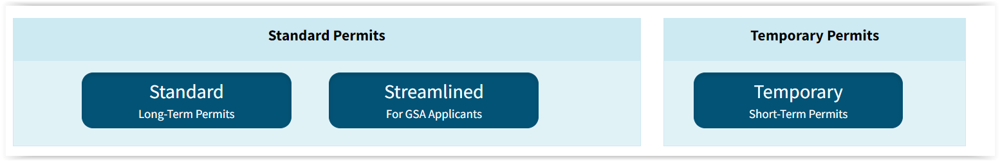 Standard Permits
Standard
Long-Term Permits
Streamlined
For GSA Applicants
Temporary Permits
Temporary
Short-Term Permits